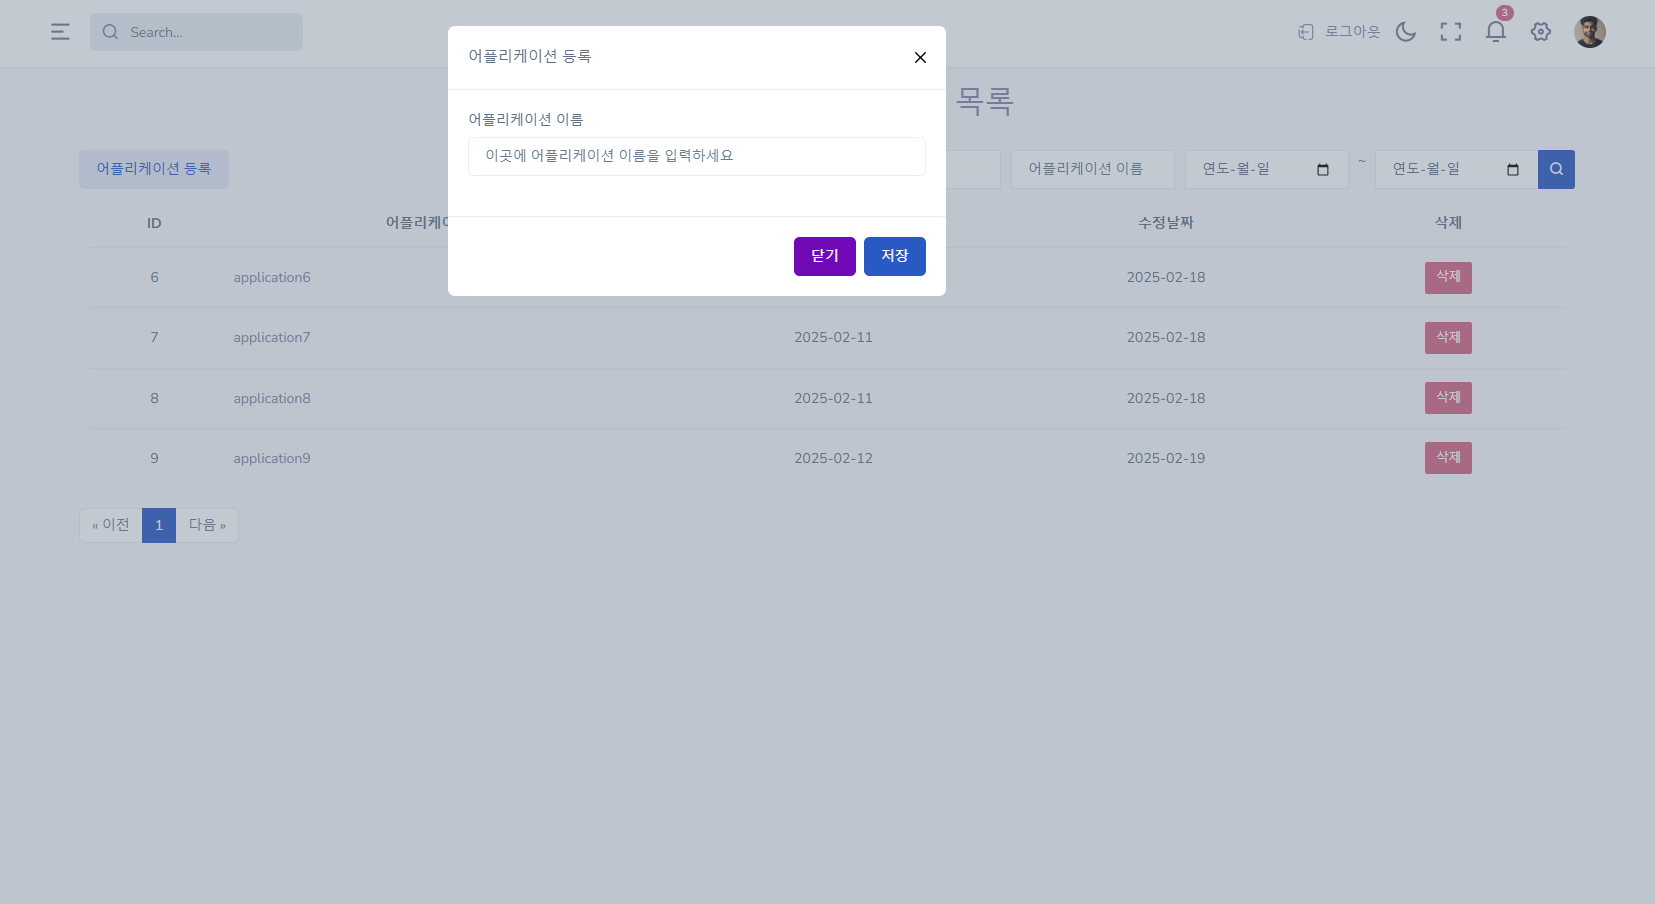 Search...
로그아웃
3
어플리케이션 등록
어플리케이션 이름
이곳에 어플리케이션 이름을 입력하세요
닫기
저장
목록
어플리케이션 등록
어플리케이션 이름
연도-월-일
~
연도-월-일
ID
수정날짜
삭제
6 application6 2025-02-18 삭제
7 application7 2025-02-11 2025-02-18 삭제
8 application8 2025-02-11 2025-02-18 삭제
9 application9 2025-02-12 2025-02-19 삭제
« 이전 1 다음 »